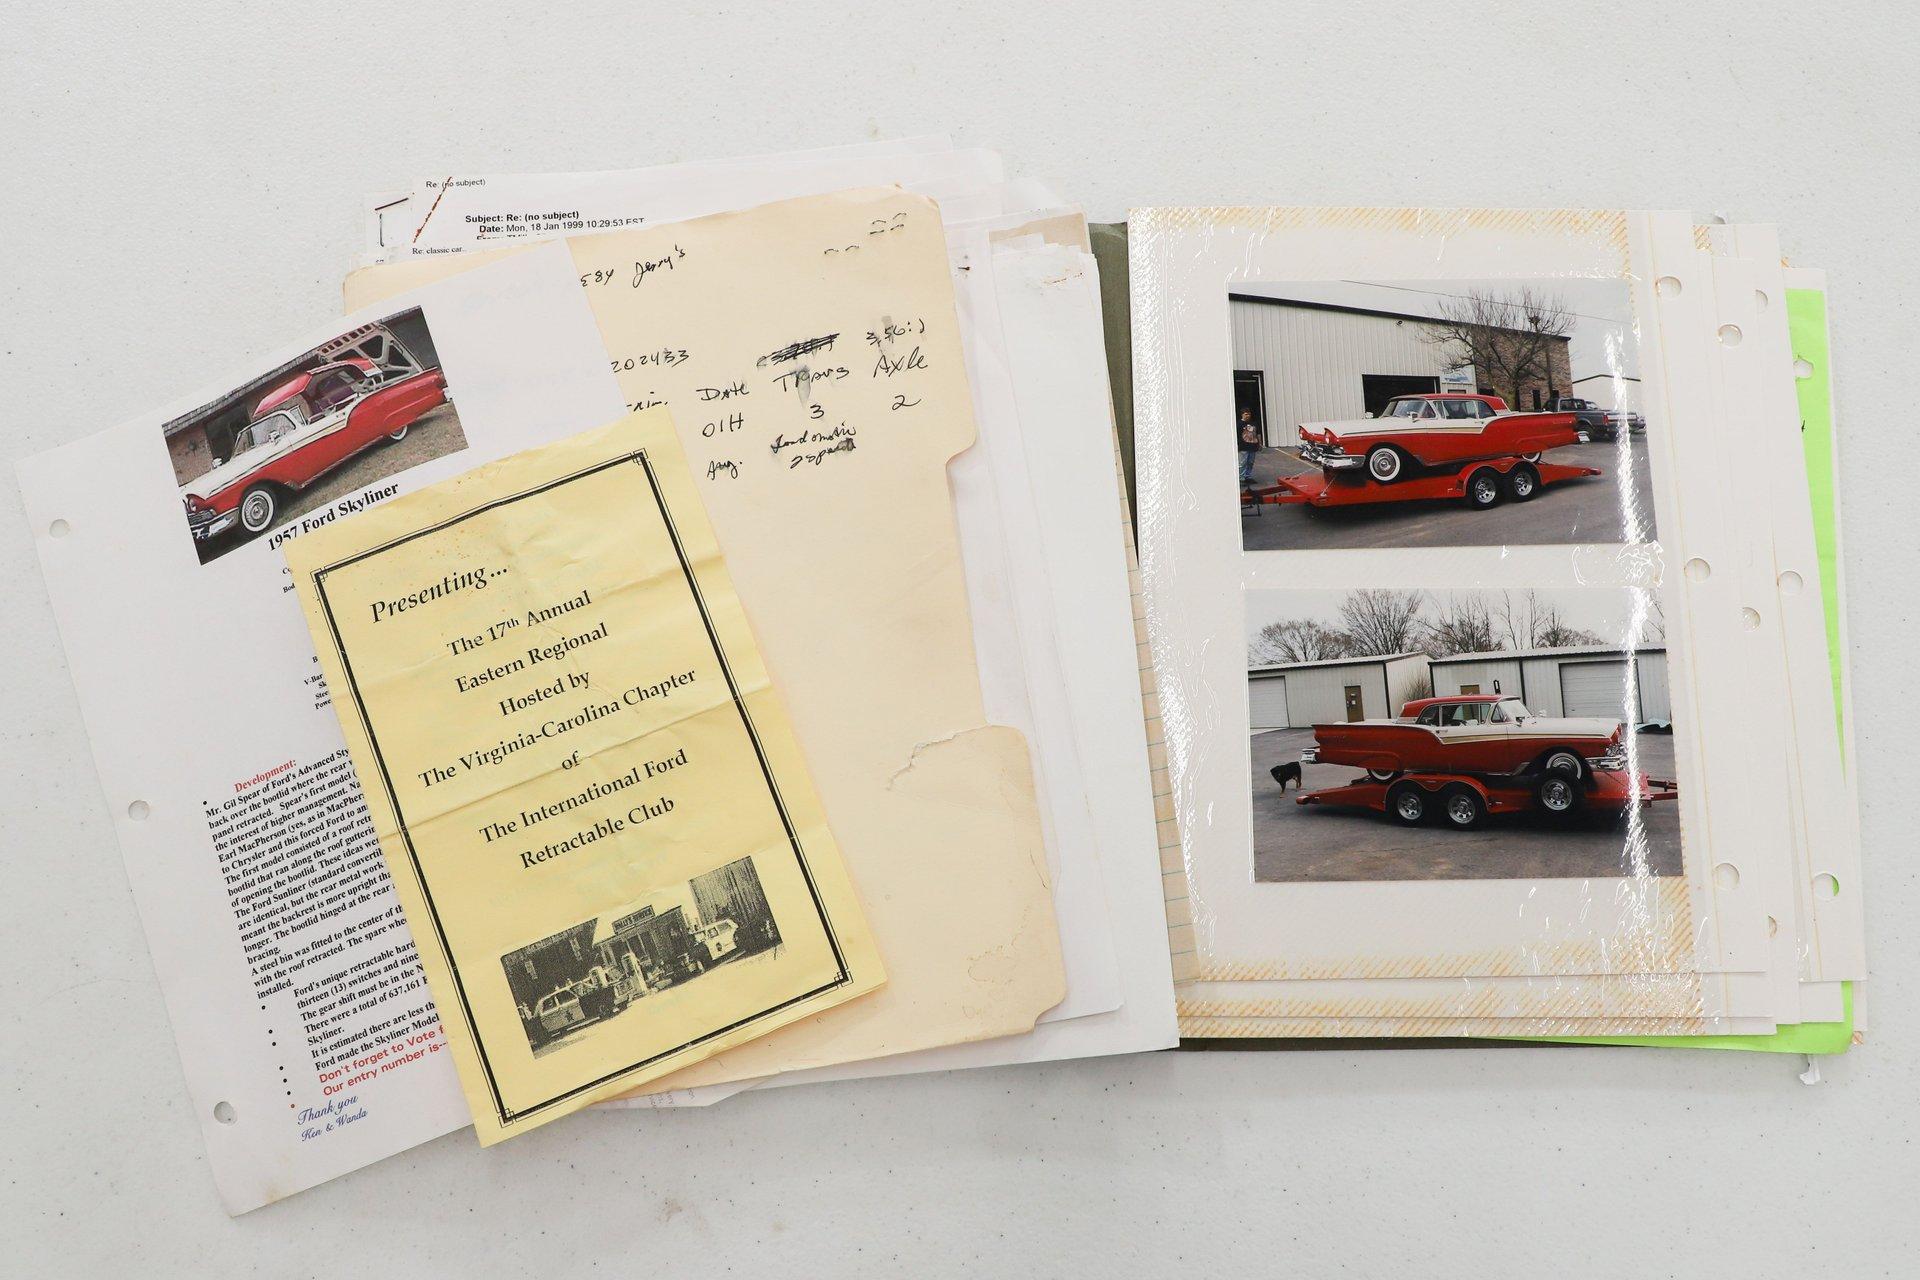 Re: (no subject)
Subject: Re: (no subject)
Date: Mon, 18 Jan 1999 10:29:53 EST
Re: classic car..
E84 Jerry's
202433
3.56:1
Date Trans Axle
01H 3 2
Aug.
1957 Ford Skyliner
Development:
Mr. Gil Spear of Ford's Advanced Sty
back over the bootlid where the rear
panel retracted. Spear's first model (
the interest of higher management. Na
Earl MacPherson (yes, as in MacPhers
to Chrysler and this forced Ford to
The first model consisted of a roof retr
bootlid that ran along the roof guttering
of opening the bootlid. These ideas wer
The Ford Sunliner (standard convertib
are identical, but the rear metal work
meant the backrest is more upright tha
longer. The bootlid hinged at the rear
bracing.
A steel bin was fitted to the center of th
with the roof retracted. The spare whe
installed.
Ford's unique retractable hard
thirteen (13) switches and nine
The gear shift must be in the N
There were a total of 637,161
Skyliner.
It is estimated there are less th
Ford made the Skyliner Model
Don't forget to Vote f
Our entry number is--
Thank you
Ken & Wanda
Presenting...
The 17th Annual
Eastern Regional
Hosted by
The Virginia-Carolina Chapter
of
The International Ford
Retractable Club